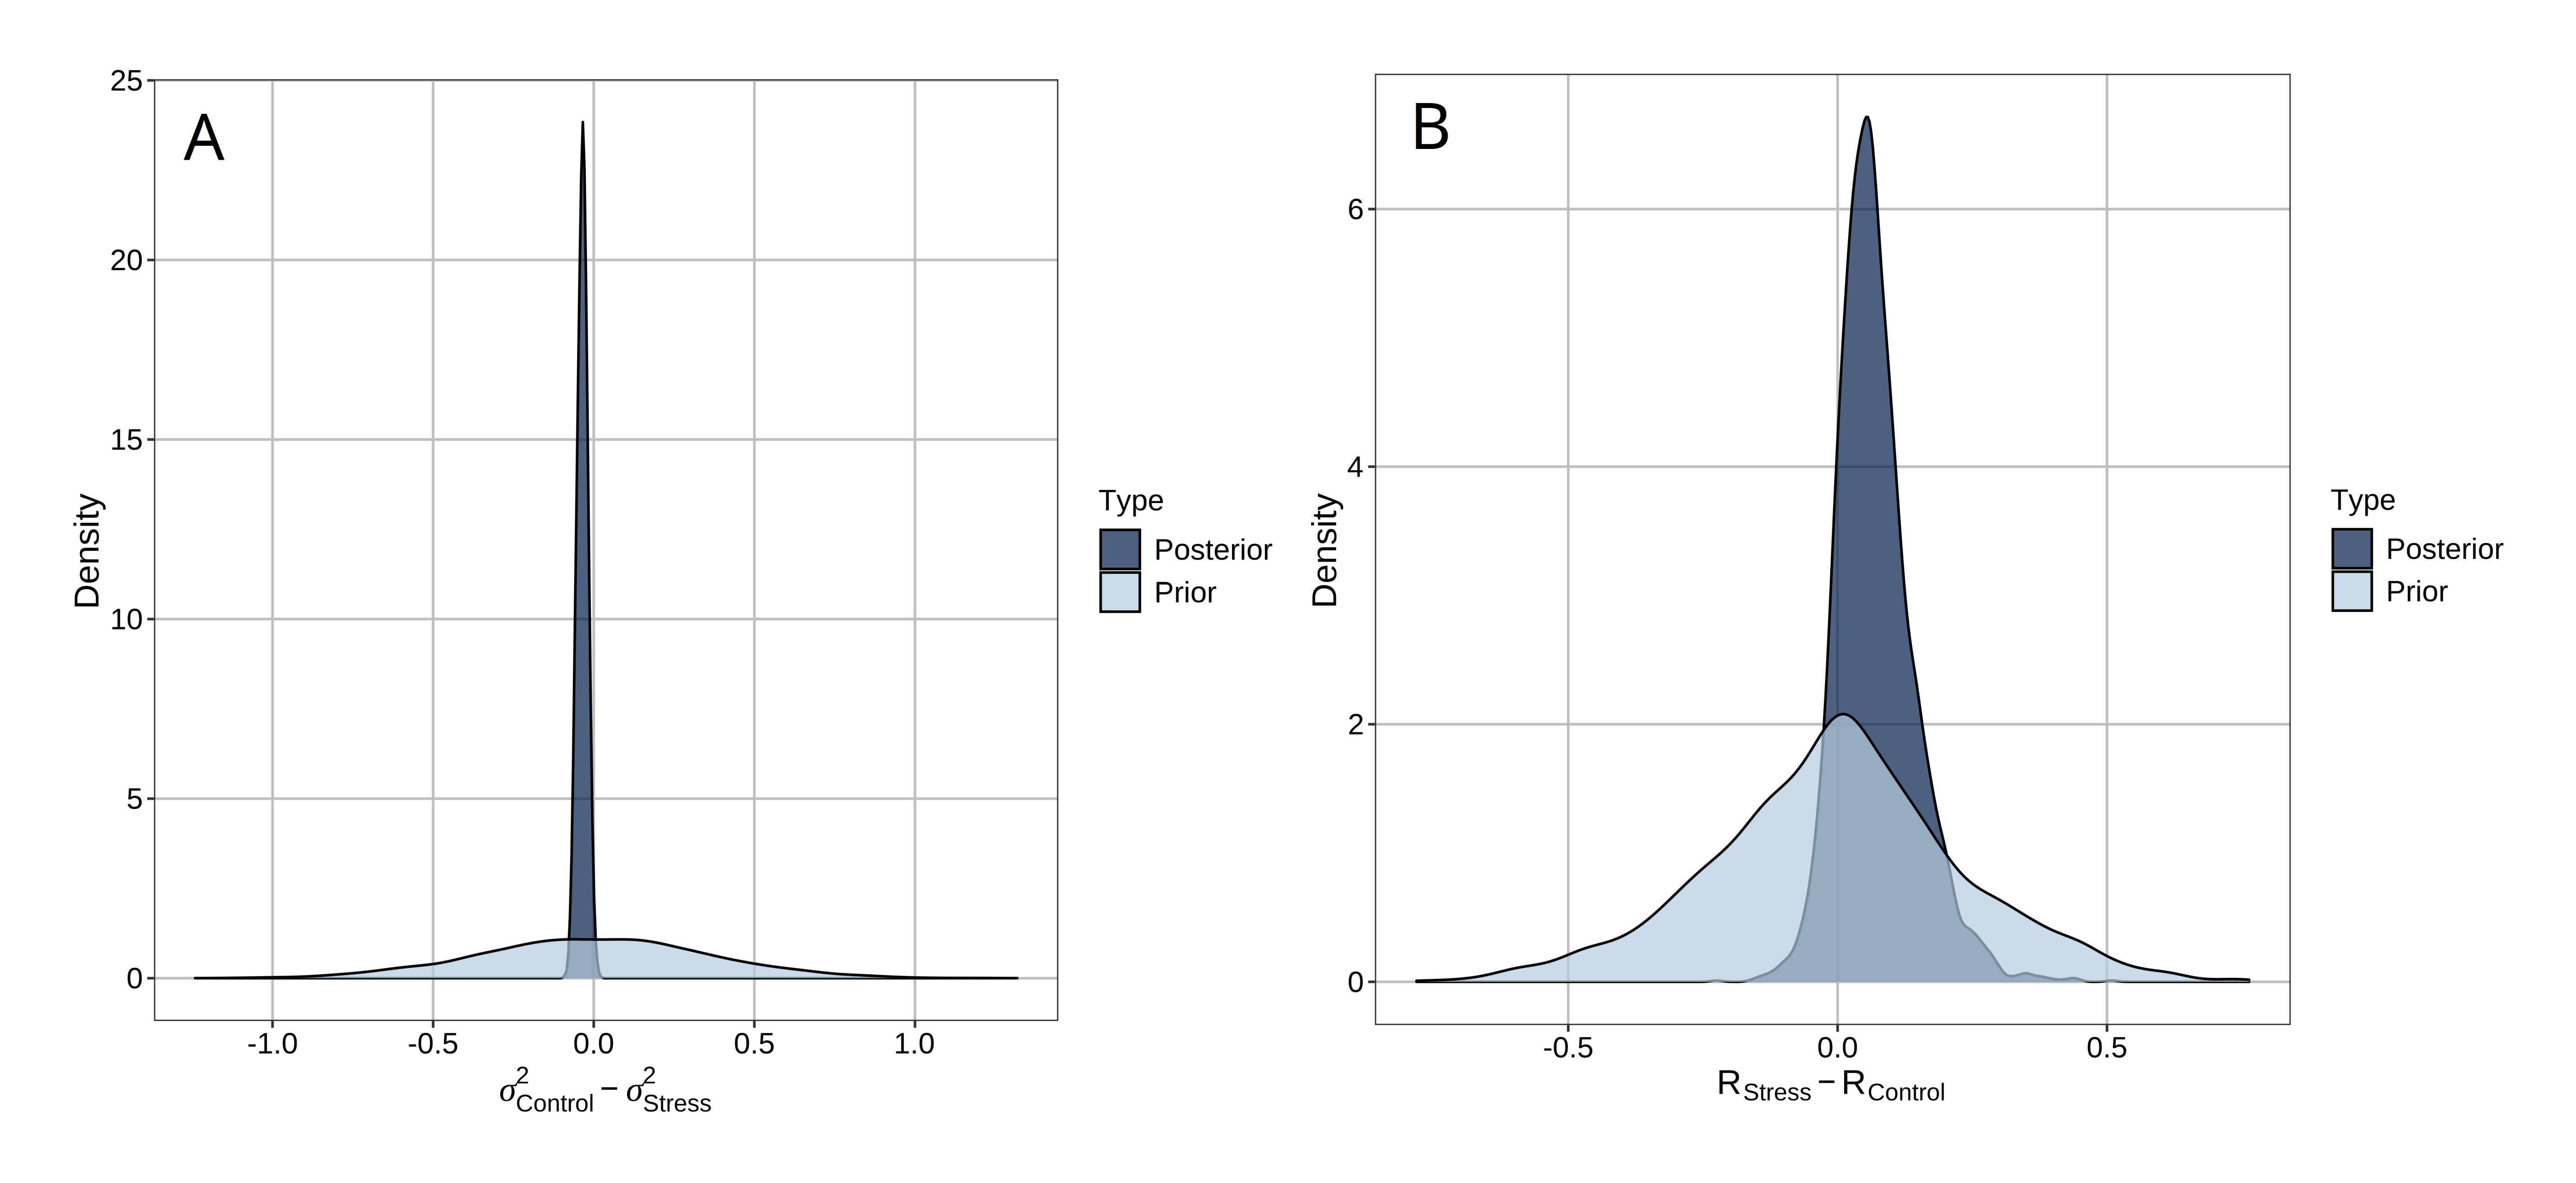 A
25
20
15
10
5
0
Density
-1.0 -0.5 0.0 0.5 1.0
σ²Control − σ²Stress
Type
Posterior
Prior
B
6
4
2
0
Density
-0.5 0.0 0.5
RStress − RControl
Type
Posterior
Prior